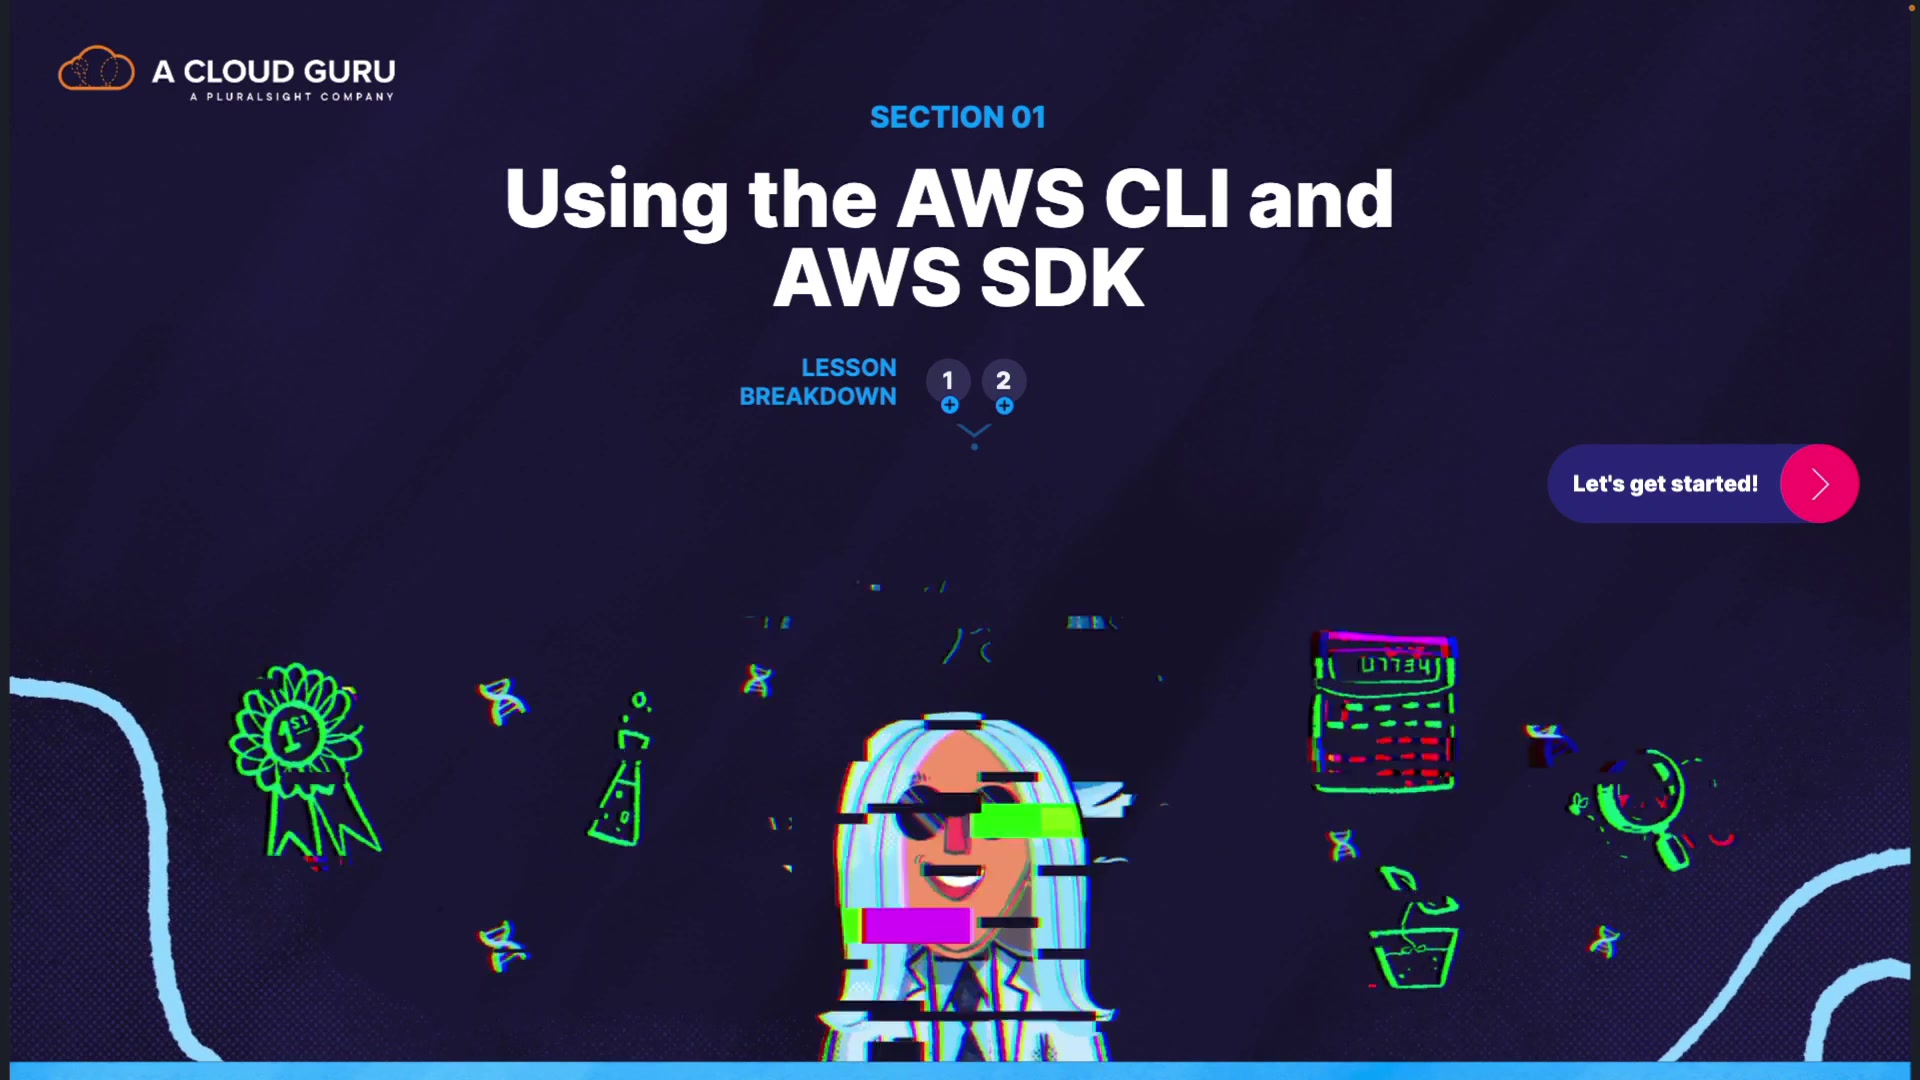 A CLOUD GURU
A PLURALSIGHT COMPANY
SECTION 01
Using the AWS CLI and
AWS SDK
LESSON
BREAKDOWN
1
2
Let's get started!
1ST